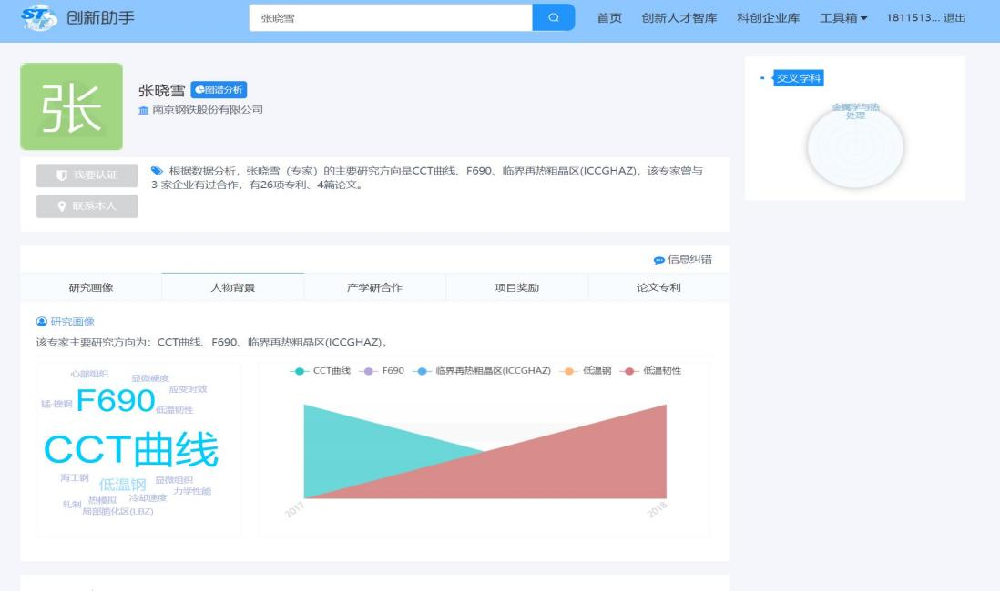 创新助手
张晓雪
首页
创新人才智库
科创企业库
工具箱
1811513... 退出
张
张晓雪
图谱分析
南京钢铁股份有限公司
我要认证
联系本人
根据数据分析，张晓雪（专家）的主要研究方向是CCT曲线、F690、临界再热粗晶区(ICCGHAZ)，该专家曾与
3 家企业有过合作，有26项专利、4篇论文。
交叉学科
金属学与热
处理
信息纠错
研究画像
人物背景
产学研合作
项目奖励
论文专利
研究画像
该专家主要研究方向为：CCT曲线、F690、临界再热粗晶区(ICCGHAZ)。
心部组织
显微硬度
应变时效
锰-镍钢
F690
低温韧性
CCT曲线
海工钢
低温钢
显微组织
力学性能
轧制
热模拟
冷却速度
局部脆化区(LBZ)
CCT曲线
F690
临界再热粗晶区(ICCGHAZ)
低温钢
低温韧性
2017
2018